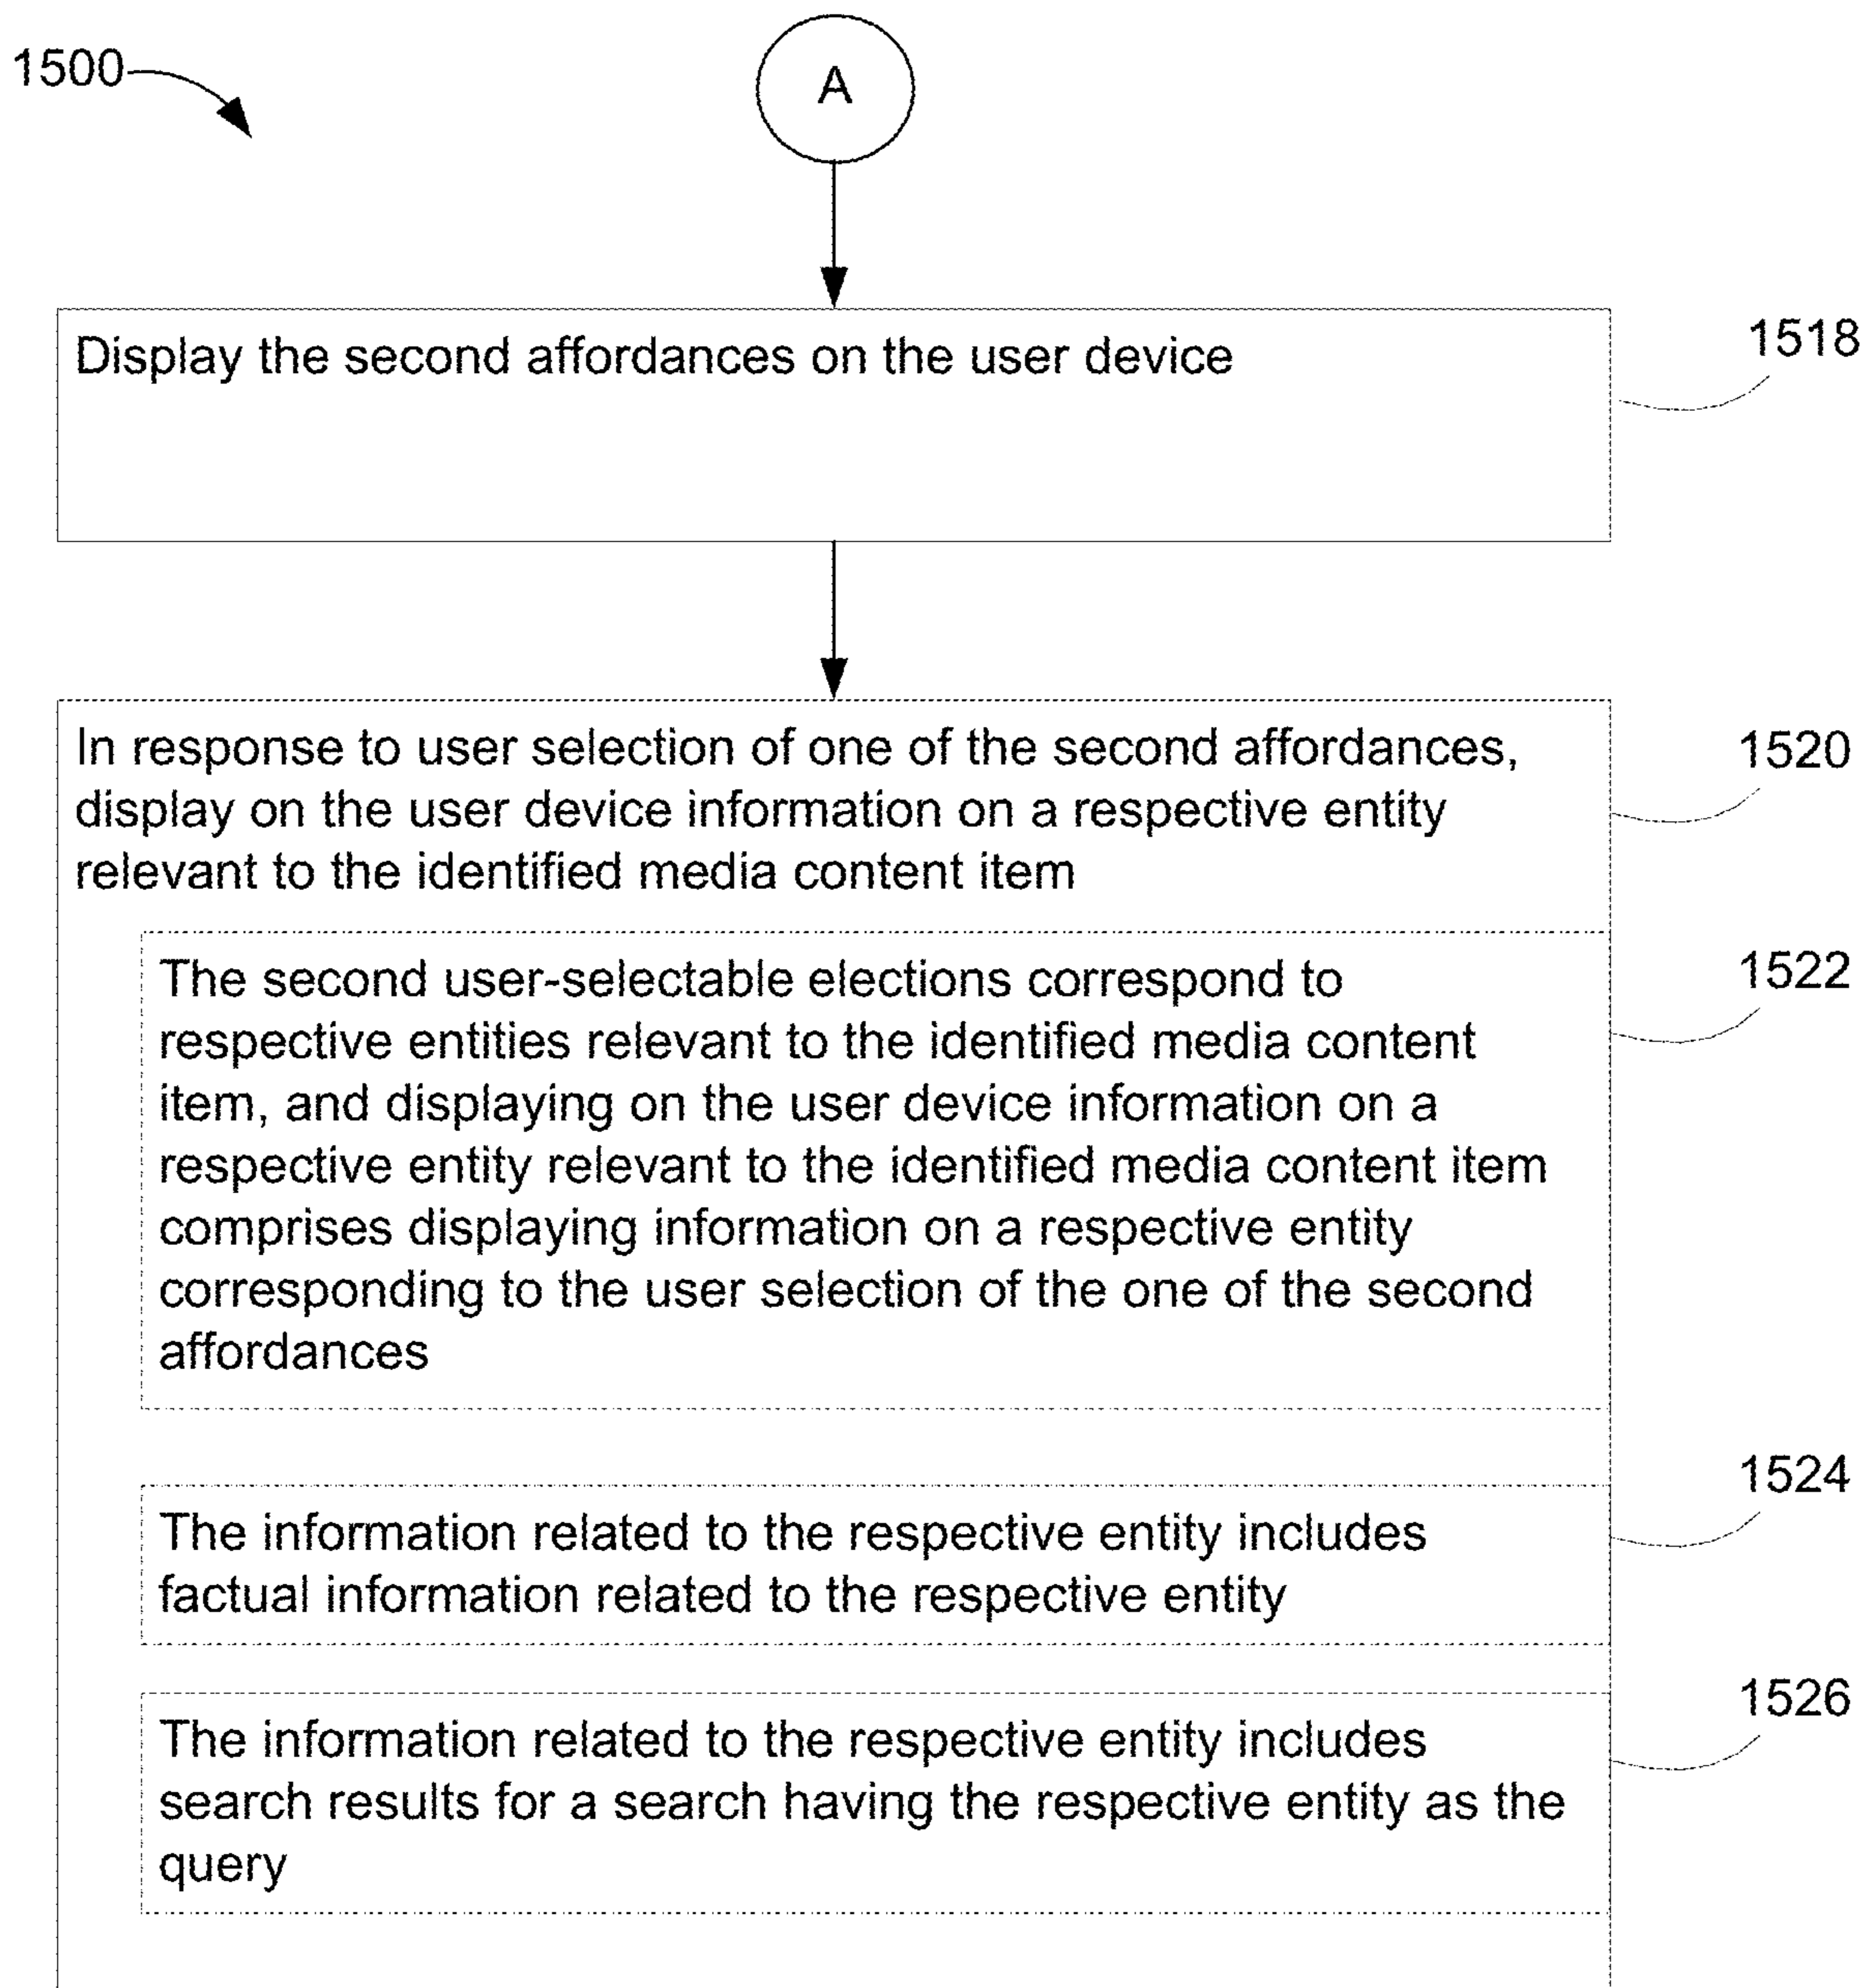 1500
A
Display the second affordances on the user device
1518
In response to user selection of one of the second affordances,
display on the user device information on a respective entity
relevant to the identified media content item
1520
The second user-selectable elections correspond to
respective entities relevant to the identified media content
item, and displaying on the user device information on a
respective entity relevant to the identified media content item
comprises displaying information on a respective entity
corresponding to the user selection of the one of the second
affordances
1522
The information related to the respective entity includes
factual information related to the respective entity
1524
The information related to the respective entity includes
search results for a search having the respective entity as the
query
1526